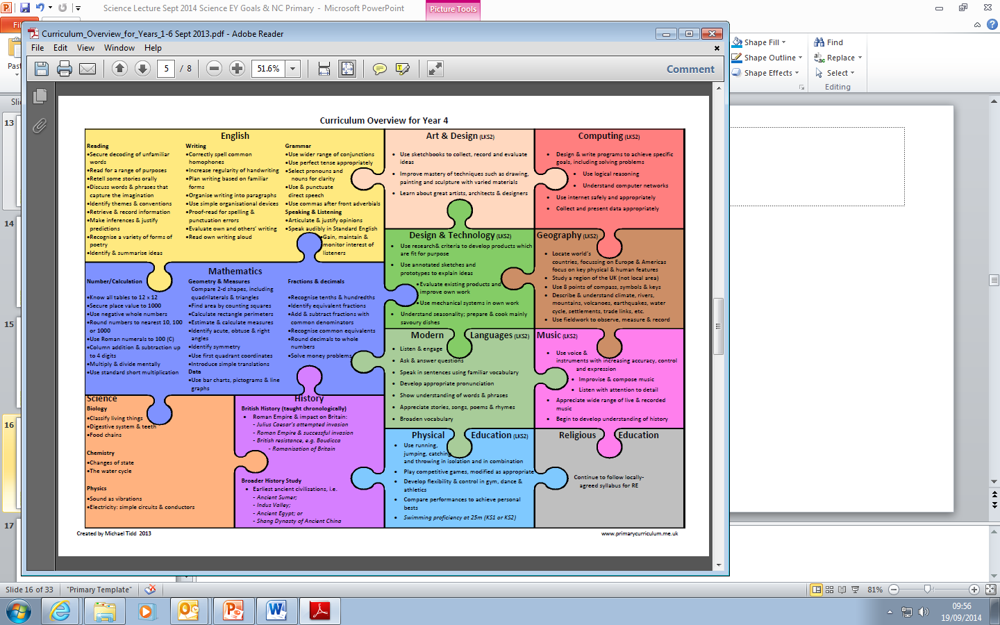 Science Lecture Sept 2014 Science EY Goals & NC Primary - Microsoft PowerPoint
Picture Tools
Curriculum_Overview_for_Years_1-6 Sept 2013.pdf - Adobe Reader
File Edit View Window Help
5 / 8
51.6%
Comment
Past
Shape Fill
Shape Outline
Shape Effects
Find
Replace
Select
Editing
Sli
13
14
15
16
17
Curriculum Overview for Year 4
English
Reading
•Secure decoding of unfamiliar
words
•Read for a range of purposes
•Retell some stories orally
•Discuss words & phrases that
capture the imagination
•Identify themes & conventions
•Retrieve & record information
•Make inferences & justify
predictions
•Recognise a variety of forms of
poetry
•Identify & summarise ideas
Writing
•Correctly spell common
homophones
•Increase regularity of handwriting
•Plan writing based on familiar
forms
•Organise writing into paragraphs
•Use simple organisational devices
•Proof-read for spelling &
punctuation errors
•Evaluate own and others' writing
•Read own writing aloud
Grammar
•Use wider range of conjunctions
•Use perfect tense appropriately
•Select pronouns and
nouns for clarity
•Use & punctuate
direct speech
•Use commas after front adverbials
Speaking & Listening
•Articulate & justify opinions
•Speak audibly in Standard English
•Gain, maintain &
monitor interest of
listeners
Art & Design (LKS2)
• Use sketchbooks to collect, record and evaluate
ideas
• Improve mastery of techniques such as drawing,
painting and sculpture with varied materials
• Learn about great artists, architects & designers
Computing (LKS2)
• Design & write programs to achieve specific
goals, including solving problems
• Use logical reasoning
• Understand computer networks
• Use internet safely and appropriately
• Collect and present data appropriately
Mathematics
Number/Calculation
•Know all tables to 12 x 12
•Secure place value to 1000
•Use negative whole numbers
•Round numbers to nearest 10, 100
or 1000
•Use Roman numerals to 100 (C)
•Column addition & subtraction up
to 4 digits
•Multiply & divide mentally
•Use standard short multiplication
Geometry & Measures
Compare 2-d shapes, including
quadrilaterals & triangles
•Find area by counting squares
•Calculate rectangle perimeters
•Estimate & calculate measures
•Identify acute, obtuse & right
angles
•Identify symmetry
•Use first quadrant coordinates
•Introduce simple translations
Data
•Use bar charts, pictograms & line
graphs
Fractions & decimals
•Recognise tenths & hundredths
•Identify equivalent fractions
•Add & subtract fractions with
common denominators
•Recognise common equivalents
•Round decimals to whole
numbers
•Solve money problems
Design & Technology (LKS2)
• Use research& criteria to develop products which
are fit for purpose
• Use annotated sketches and
prototypes to explain ideas
•Evaluate existing products and
improve own work
•Use mechanical systems in own work
• Understand seasonality; prepare & cook mainly
savoury dishes
Geography (LKS2)
• Locate world's
countries, focussing on Europe & Americas
focus on key physical & human features
• Study a region of the UK (not local area)
• Use 8 points of compass, symbols & keys
• Describe & understand climate, rivers,
mountains, volcanoes, earthquakes, water
cycle, settlements, trade links, etc.
• Use fieldwork to observe, measure & record
Modern Languages (LKS2)
• Listen & engage
• Ask & answer questions
• Speak in sentences using familiar vocabulary
• Develop appropriate pronunciation
• Show understanding of words & phrases
• Appreciate stories, songs, poems & rhymes
• Broaden vocabulary
Music (LKS2)
• Use voice &
instruments with increasing accuracy, control
and expression
• Improvise & compose music
• Listen with attention to detail
• Appreciate wide range of live & recorded
music
• Begin to develop understanding of history
Science
Biology
•Classify living things
•Digestive system & teeth
•Food chains
Chemistry
•Changes of state
•The water cycle
Physics
•Sound as vibrations
•Electricity: simple circuits & conductors
History
British History (taught chronologically)
• Roman Empire & impact on Britain:
- Julius Caesar's attempted invasion
- Roman Empire & successful invasion
- British resistance, e.g. Boudicca
- Romanisation of Britain
Broader History Study
• Earliest ancient civilisations, i.e.
- Ancient Sumer;
- Indus Valley;
- Ancient Egypt; or
- Shang Dynasty of Ancient China
Physical Education (LKS2)
• Use running,
jumping, catching
and throwing in isolation and in combination
• Play competitive games, modified as appropriate
• Develop flexibility & control in gym, dance &
athletics
• Compare performances to achieve personal
bests
• Swimming proficiency at 25m (KS1 or KS2)
Religious Education
Continue to follow locally-
agreed syllabus for RE
Created by Michael Tidd 2013
www.primarycurriculum.me.uk
Slide 16 of 33
"Primary Template"
81%
09:56
19/09/2014